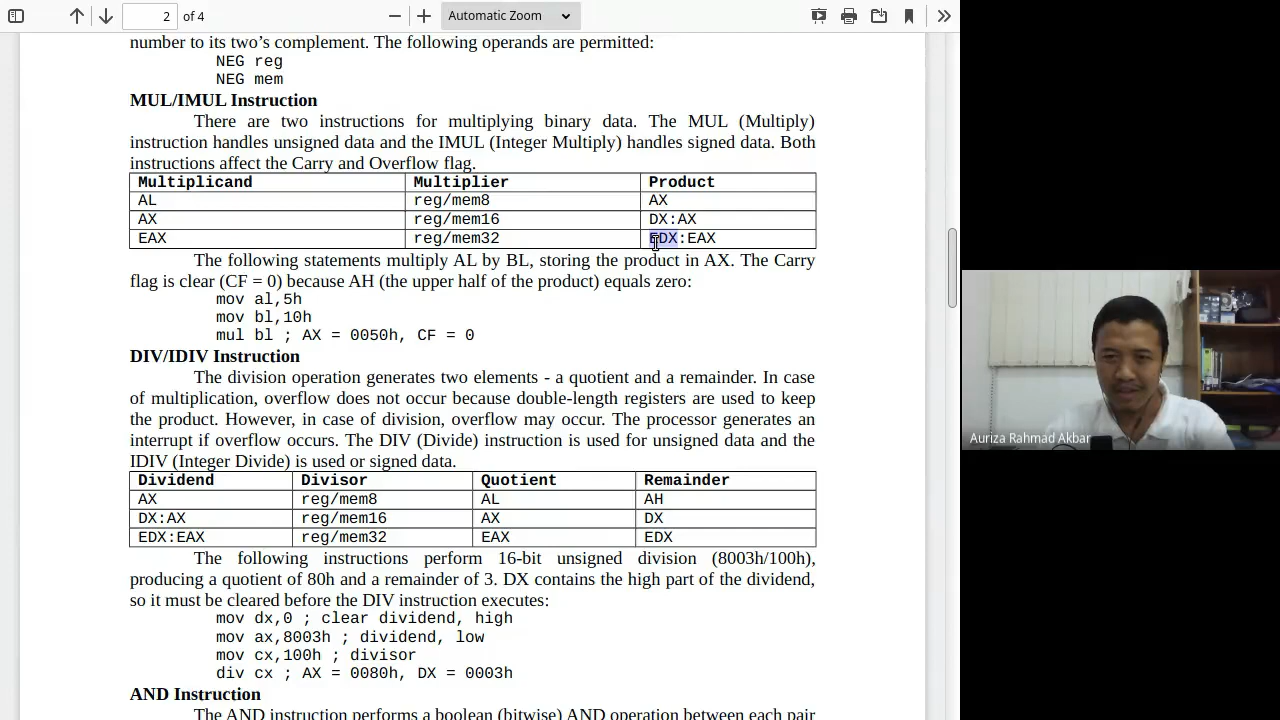 2 of 4 Automatic Zoom
number to its two's complement. The following operands are permitted:
NEG reg
NEG mem
MUL/IMUL Instruction
There are two instructions for multiplying binary data. The MUL (Multiply)
instruction handles unsigned data and the IMUL (Integer Multiply) handles signed data. Both
instructions affect the Carry and Overflow flag.
Multiplicand Multiplier Product
AL reg/mem8 AX
AX reg/mem16 DX:AX
EAX reg/mem32 EDX:EAX
The following statements multiply AL by BL, storing the product in AX. The Carry
flag is clear (CF = 0) because AH (the upper half of the product) equals zero:
mov al,5h
mov bl,10h
mul bl ; AX = 0050h, CF = 0
DIV/IDIV Instruction
The division operation generates two elements - a quotient and a remainder. In case
of multiplication, overflow does not occur because double-length registers are used to keep
the product. However, in case of division, overflow may occur. The processor generates an
interrupt if overflow occurs. The DIV (Divide) instruction is used for unsigned data and the
IDIV (Integer Divide) is used or signed data.
Dividend Divisor Quotient Remainder
AX reg/mem8 AL AH
DX:AX reg/mem16 AX DX
EDX:EAX reg/mem32 EAX EDX
The following instructions perform 16-bit unsigned division (8003h/100h),
producing a quotient of 80h and a remainder of 3. DX contains the high part of the dividend,
so it must be cleared before the DIV instruction executes:
mov dx,0 ; clear dividend, high
mov ax,8003h ; dividend, low
mov cx,100h ; divisor
div cx ; AX = 0080h, DX = 0003h
AND Instruction
The AND instruction performs a boolean (bitwise) AND operation between each pair
Auriza Rahmad Akbar